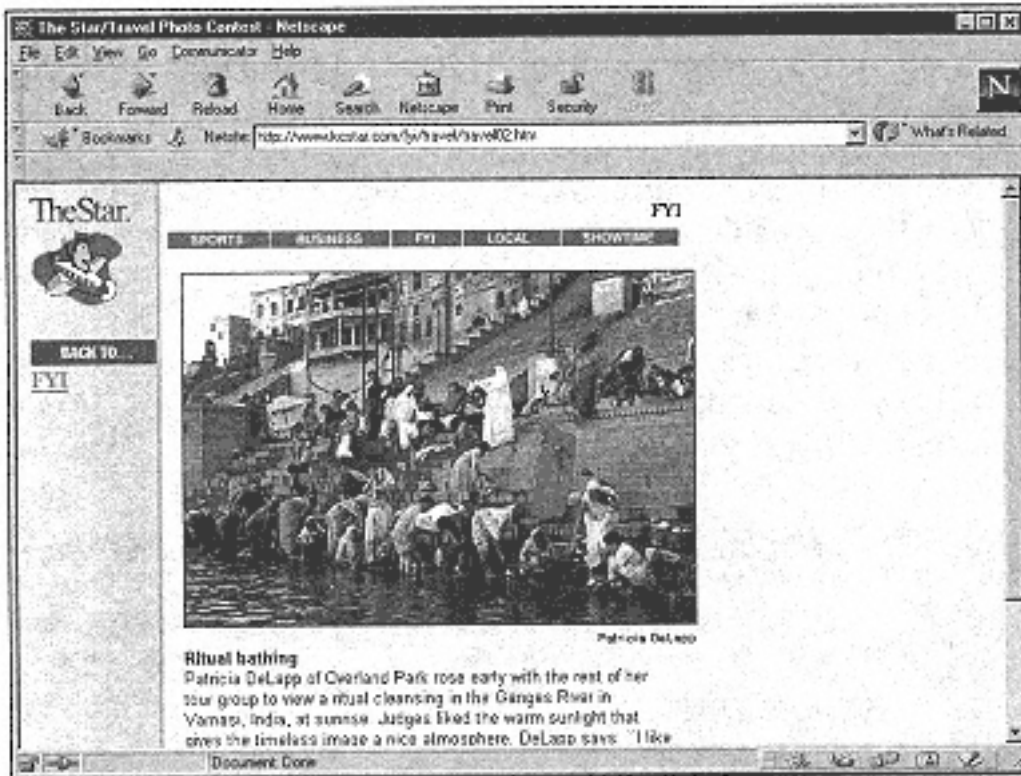 The Star/Travel Photo Contest - Netscape
File Edit View Go Communicator Help
Back Forward Reload Home Search Netscape Print Security
Bookmarks Netsite: http://www.kcstar.com/fyi/travel/travel02.htm What's Related
TheStar.
FYI
SPORTS BUSINESS FYI LOCAL SHOWTIME
BACK TO...
FYI
Patricia DeLapp
Ritual bathing
Patricia DeLapp of Overland Park rose early with the rest of her
tour group to view a ritual cleansing in the Ganges River in
Varnasi, India, at sunrise. Judges liked the warm sunlight that
gives the timeless image a nice atmosphere. DeLapp says: "I like
Document: Done